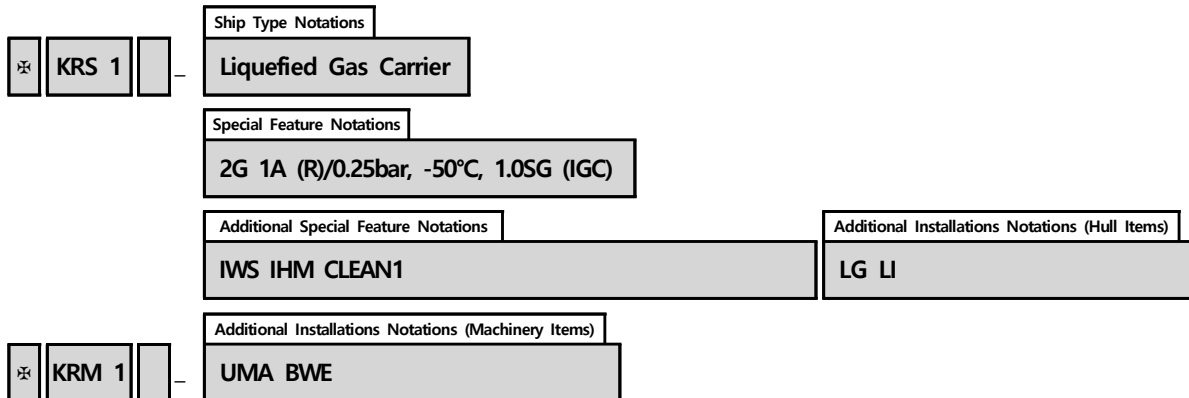 Ship Type Notations
✠ KRS 1 _ Liquefied Gas Carrier
Special Feature Notations
2G 1A (R)/0.25bar, -50℃, 1.0SG (IGC)
Additional Special Feature Notations Additional Installations Notations (Hull Items)
IWS IHM CLEAN1 LG LI
Additional Installations Notations (Machinery Items)
✠ KRM 1 _ UMA BWE